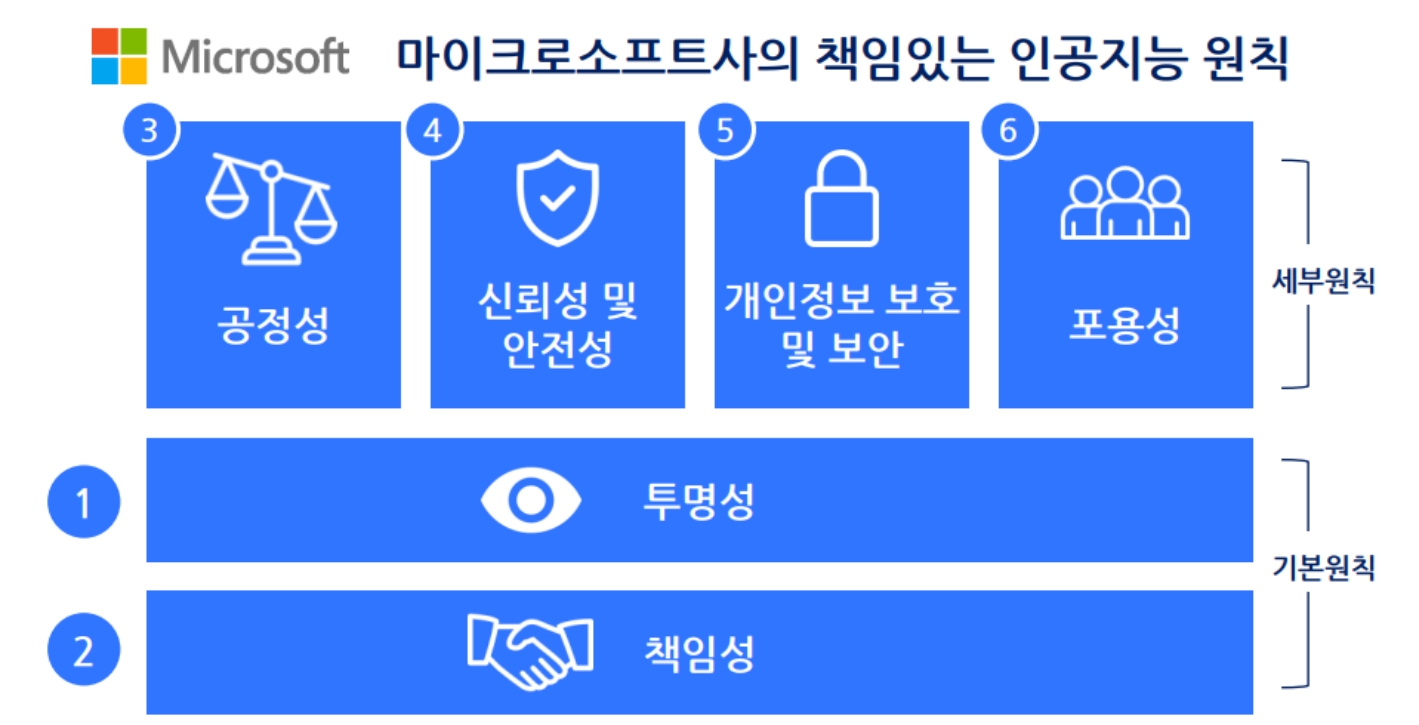 Microsoft 마이크로소프트사의 책임있는 인공지능 원칙
3
공정성
4
신뢰성 및
안전성
5
개인정보 보호
및 보안
6
포용성
세부원칙
1
투명성
2
책임성
기본원칙